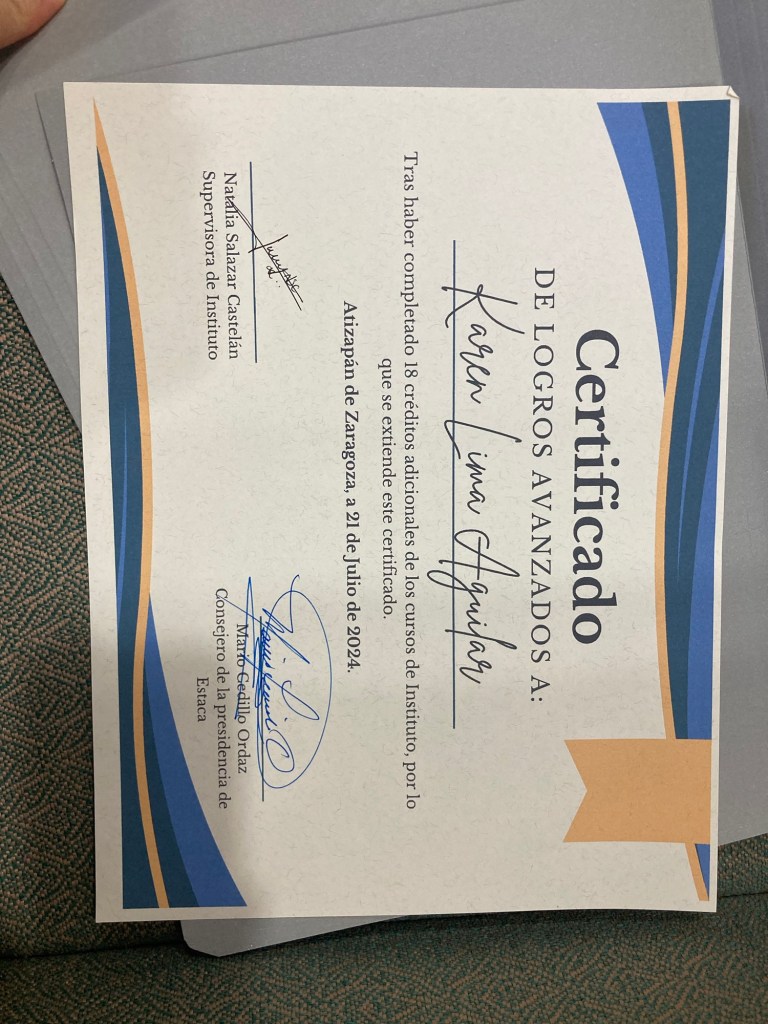 Certificado
DE LOGROS AVANZADOS A:
Karen Lima Aguilar
Tras haber completado 18 créditos adicionales de los cursos de Instituto, por lo
que se extiende este certificado.
Atizapán de Zaragoza, a 21 de Julio de 2024.
Natalia Salazar Castelán
Supervisora de Instituto
Mario Cedillo Ordaz
Consejero de la presidencia de
Estaca